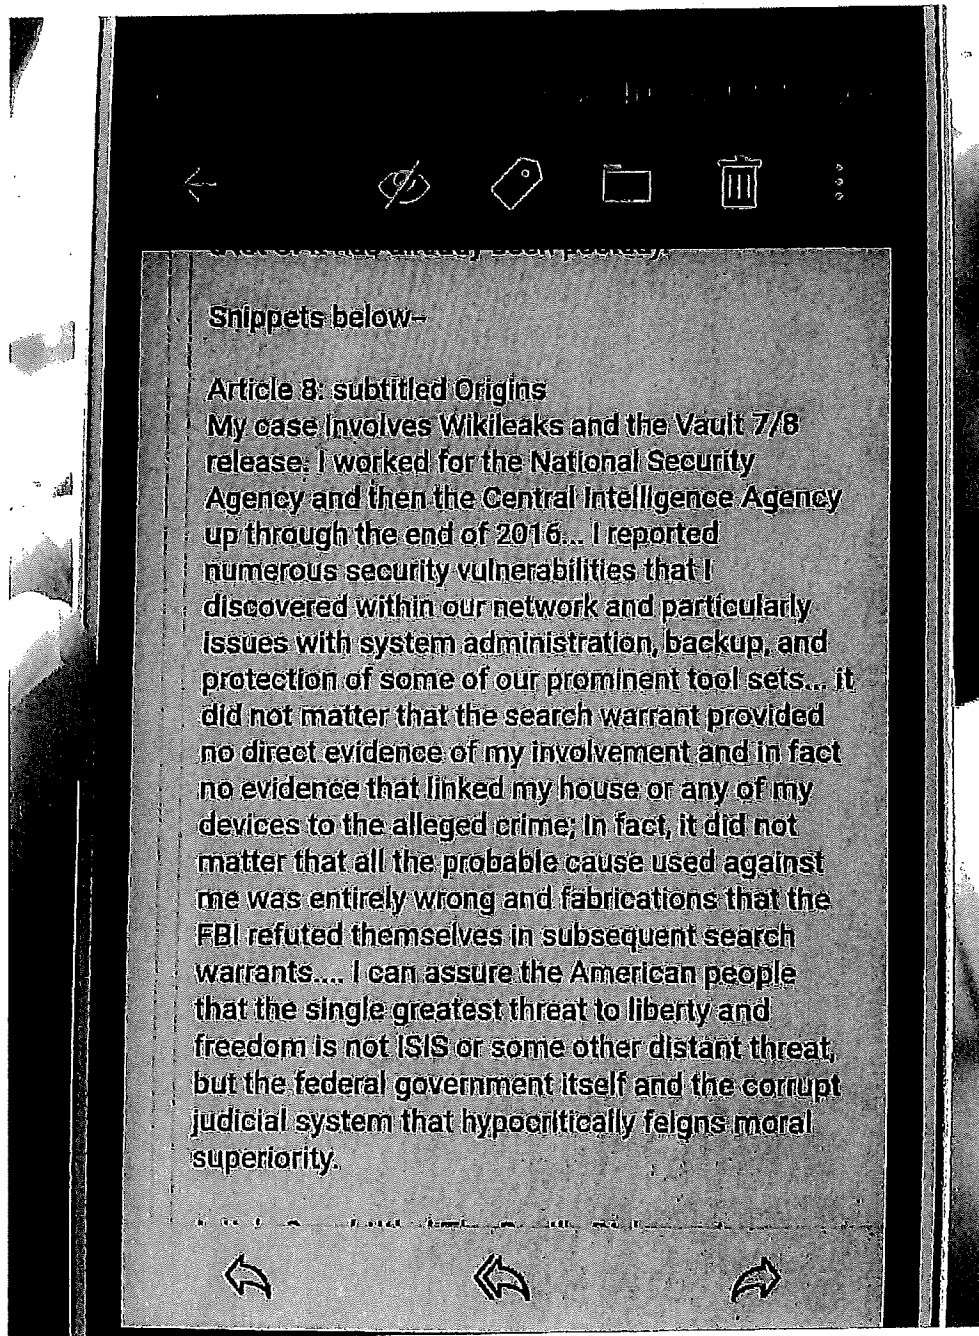 Snippets below--
Article 8: subtitled Origins
My case involves Wikileaks and the Vault 7/8
release. I worked for the National Security
Agency and then the Central Intelligence Agency
up through the end of 2016... I reported
numerous security vulnerabilities that I
discovered within our network and particularly
issues with system administration, backup, and
protection of some of our prominent tool sets... it
did not matter that the search warrant provided
no direct evidence of my involvement and in fact
no evidence that linked my house or any of my
devices to the alleged crime; In fact, it did not
matter that all the probable cause used against
me was entirely wrong and fabrications that the
FBI refuted themselves in subsequent search
warrants.... I can assure the American people
that the single greatest threat to liberty and
freedom is not ISIS or some other distant threat,
but the federal government itself and the corrupt
judicial system that hypocritically feigns moral
superiority.